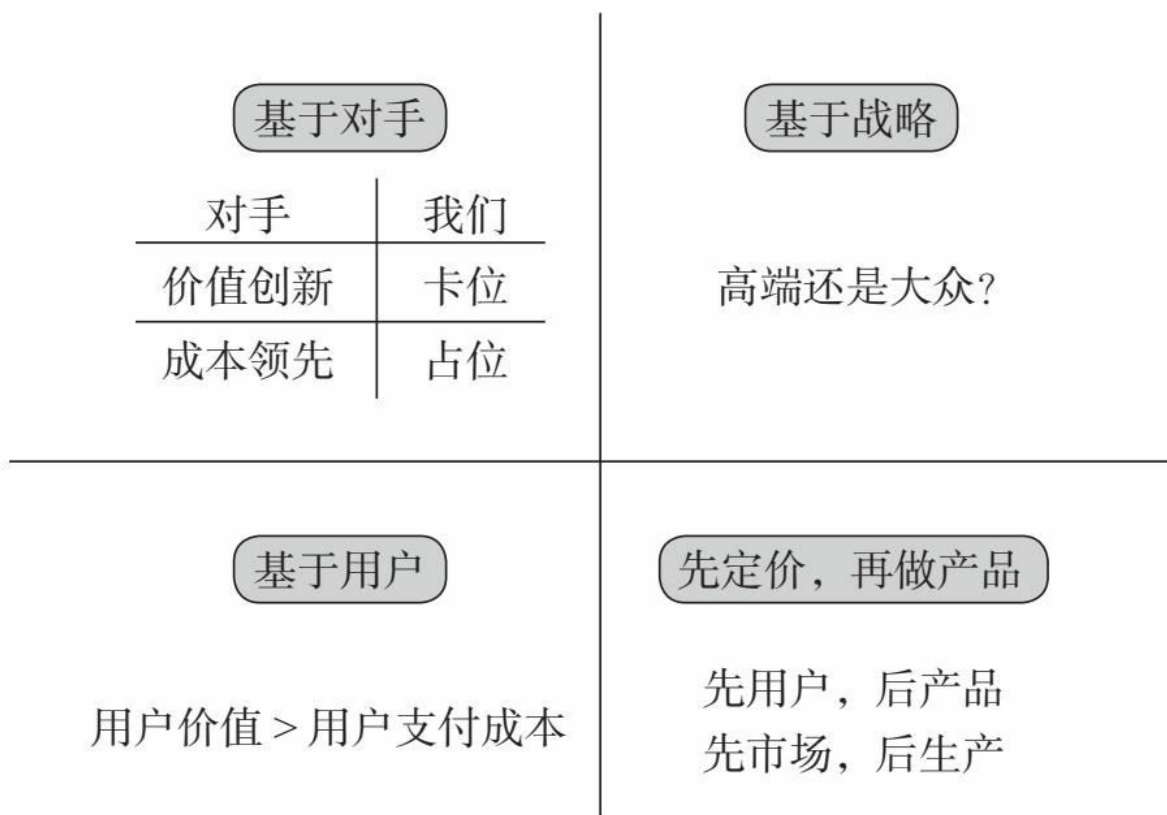 基于对手
对手 我们
价值创新 卡位
成本领先 占位
基于战略
高端还是大众?
基于用户
用户价值 > 用户支付成本
先定价，再做产品
先用户，后产品
先市场，后生产